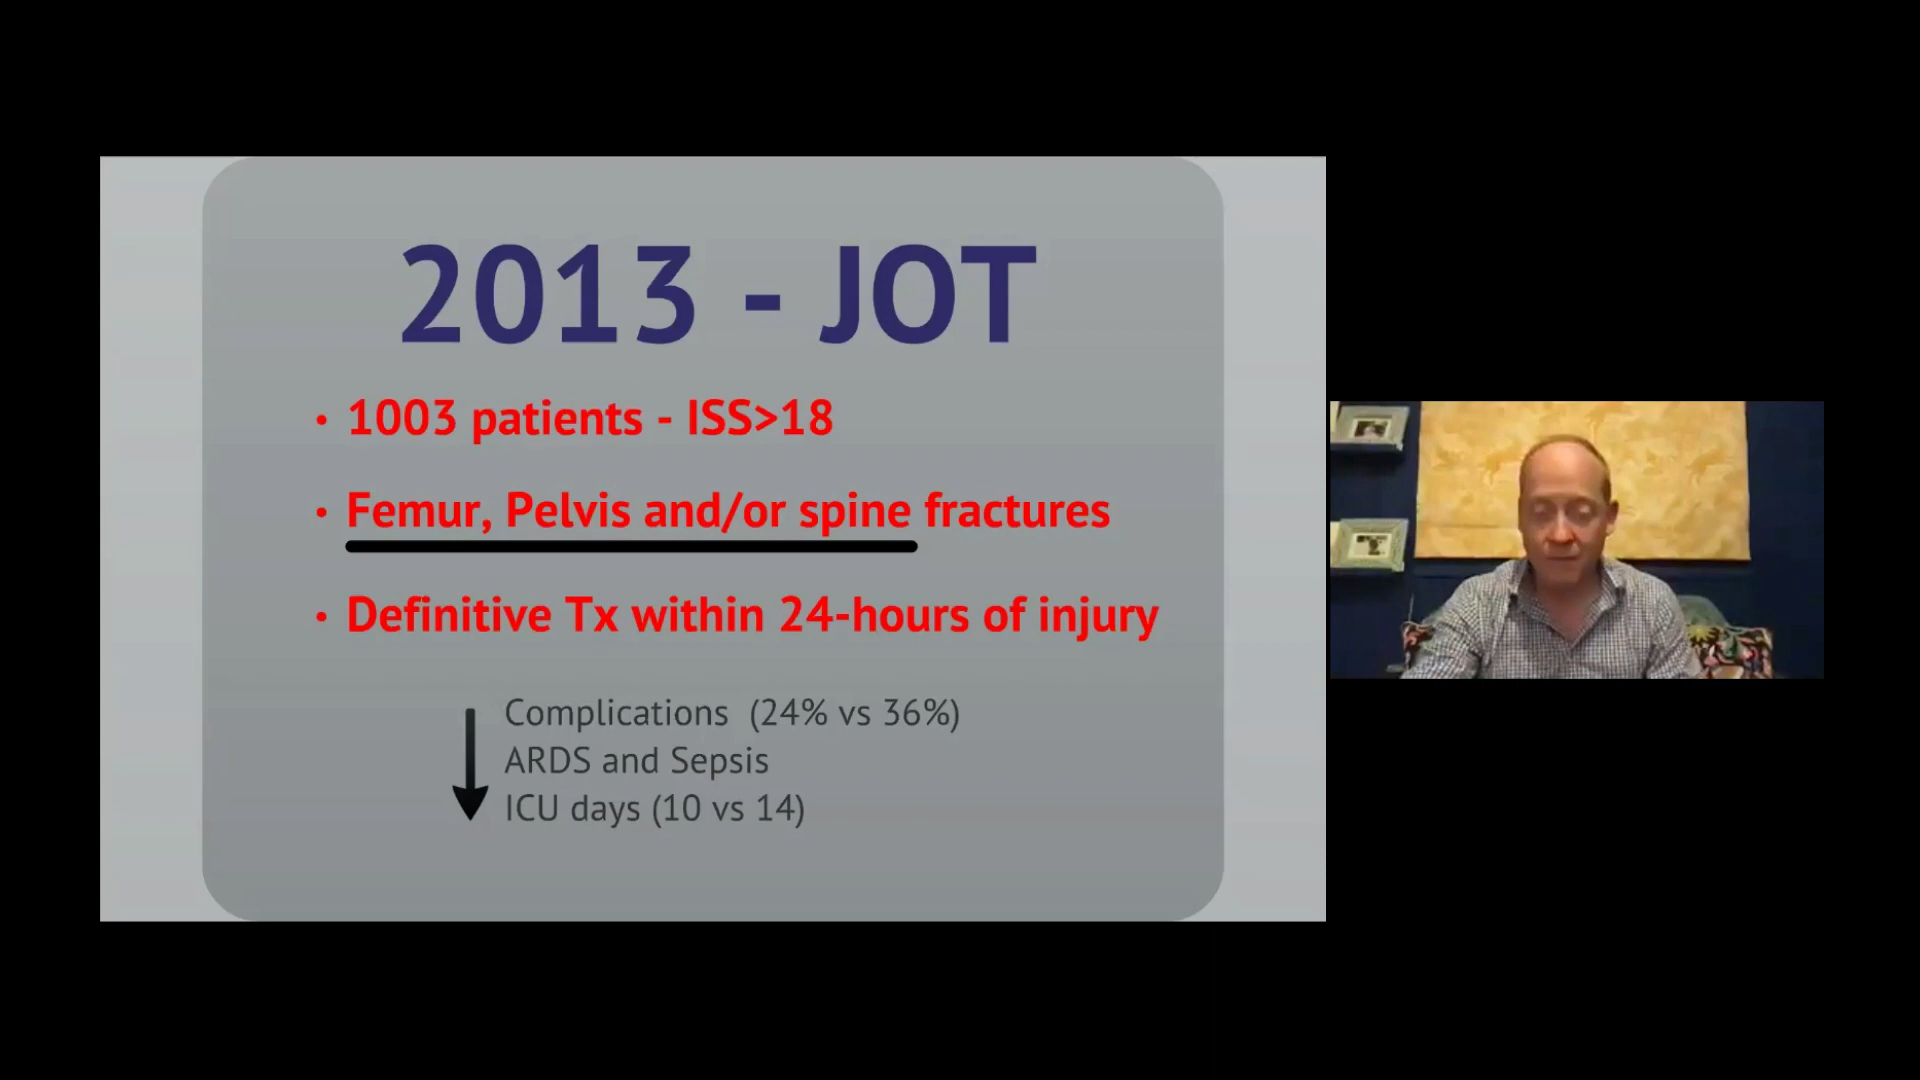 2013 - JOT
• 1003 patients - ISS>18
• Femur, Pelvis and/or spine fractures
• Definitive Tx within 24-hours of injury
Complications (24% vs 36%)
ARDS and Sepsis
ICU days (10 vs 14)